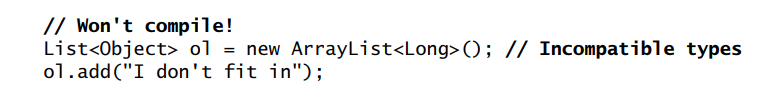 // Won't compile!
List<Object> ol = new ArrayList<Long>(); // Incompatible types
ol.add("I don't fit in");